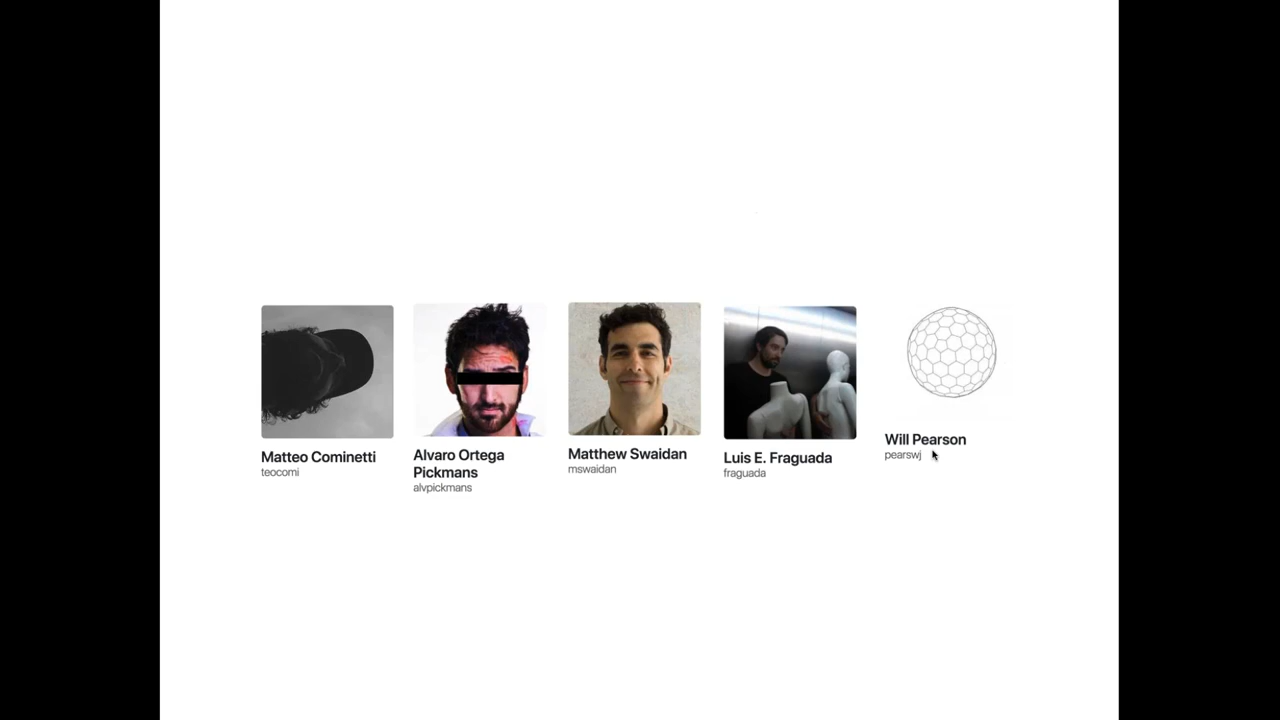 Matteo Cominetti
teocomi
Alvaro Ortega
Pickmans
alvpickmans
Matthew Swaidan
mswaidan
Luis E. Fraguada
fraguada
Will Pearson
pearswj